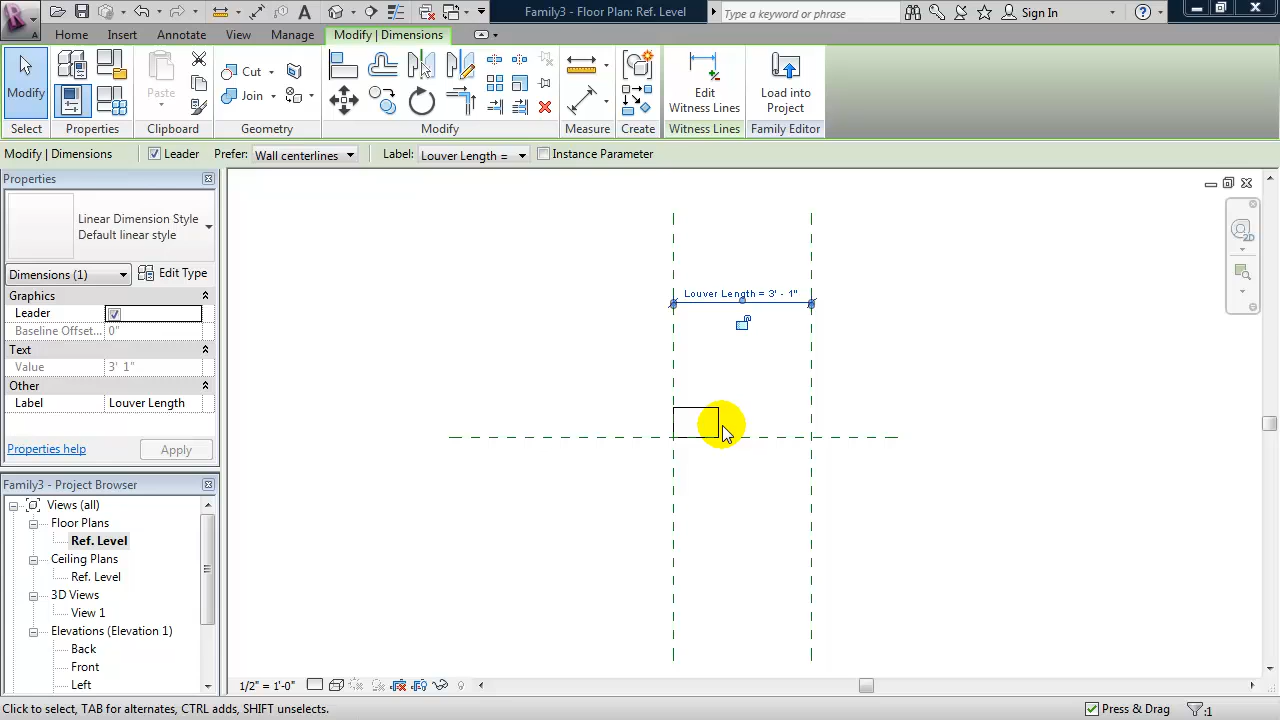 Family3 - Floor Plan: Ref. Level
Type a keyword or phrase
Sign In
Home
Insert
Annotate
View
Manage
Modify | Dimensions
Modify
Paste
Cut
Join
Edit
Witness Lines
Load into
Project
Select
Properties
Clipboard
Geometry
Modify
Measure
Create
Witness Lines
Family Editor
Modify | Dimensions
Leader
Prefer: Wall centerlines
Label: Louver Length =
Instance Parameter
Properties
Linear Dimension Style
Default linear style
Dimensions (1)
Edit Type
Graphics
Leader
Baseline Offset... 0"
Text
Value 3' 1"
Other
Label Louver Length
Properties help
Apply
Family3 - Project Browser
Views (all)
Floor Plans
Ref. Level
Ceiling Plans
Ref. Level
3D Views
View 1
Elevations (Elevation 1)
Back
Front
Left
Louver Length = 3' - 1"
2D
1/2" = 1'-0"
Click to select, TAB for alternates, CTRL adds, SHIFT unselects.
Press & Drag
:1